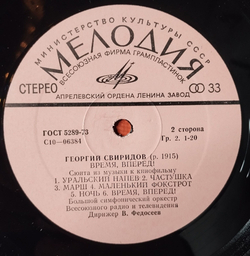 МИНИСТЕРСТВО КУЛЬТУРЫ СССР
МЕЛОДИЯ
ВСЕСОЮЗНАЯ ФИРМА ГРАМПЛАСТИНОК
СТЕРЕО 33
АПРЕЛЕВСКИЙ ОРДЕНА ЛЕНИНА ЗАВОД
ГОСТ 5289-73 2 сторона
С10-06384 Гр. 2. 1-20
ГЕОРГИЙ СВИРИДОВ (р. 1915)
ВРЕМЯ, ВПЕРЕД!
Сюита из музыки к кинофильму
1. УРАЛЬСКИЙ НАПЕВ 2. ЧАСТУШКА
3. МАРШ 4. МАЛЕНЬКИЙ ФОКСТРОТ
5. НОЧЬ 6. ВРЕМЯ, ВПЕРЕД!
Большой симфонический оркестр
Всесоюзного радио и телевидения
Дирижер В. Федосеев